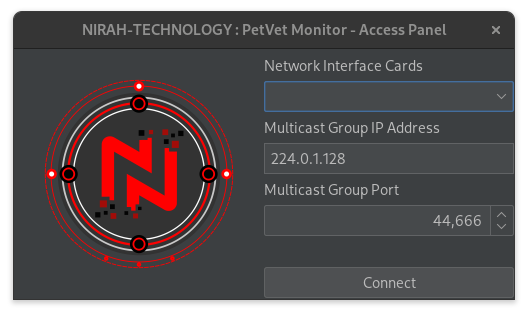 NIRAH-TECHNOLOGY : PetVet Monitor - Access Panel
Network Interface Cards
Multicast Group IP Address
224.0.1.128
Multicast Group Port
44,666
Connect